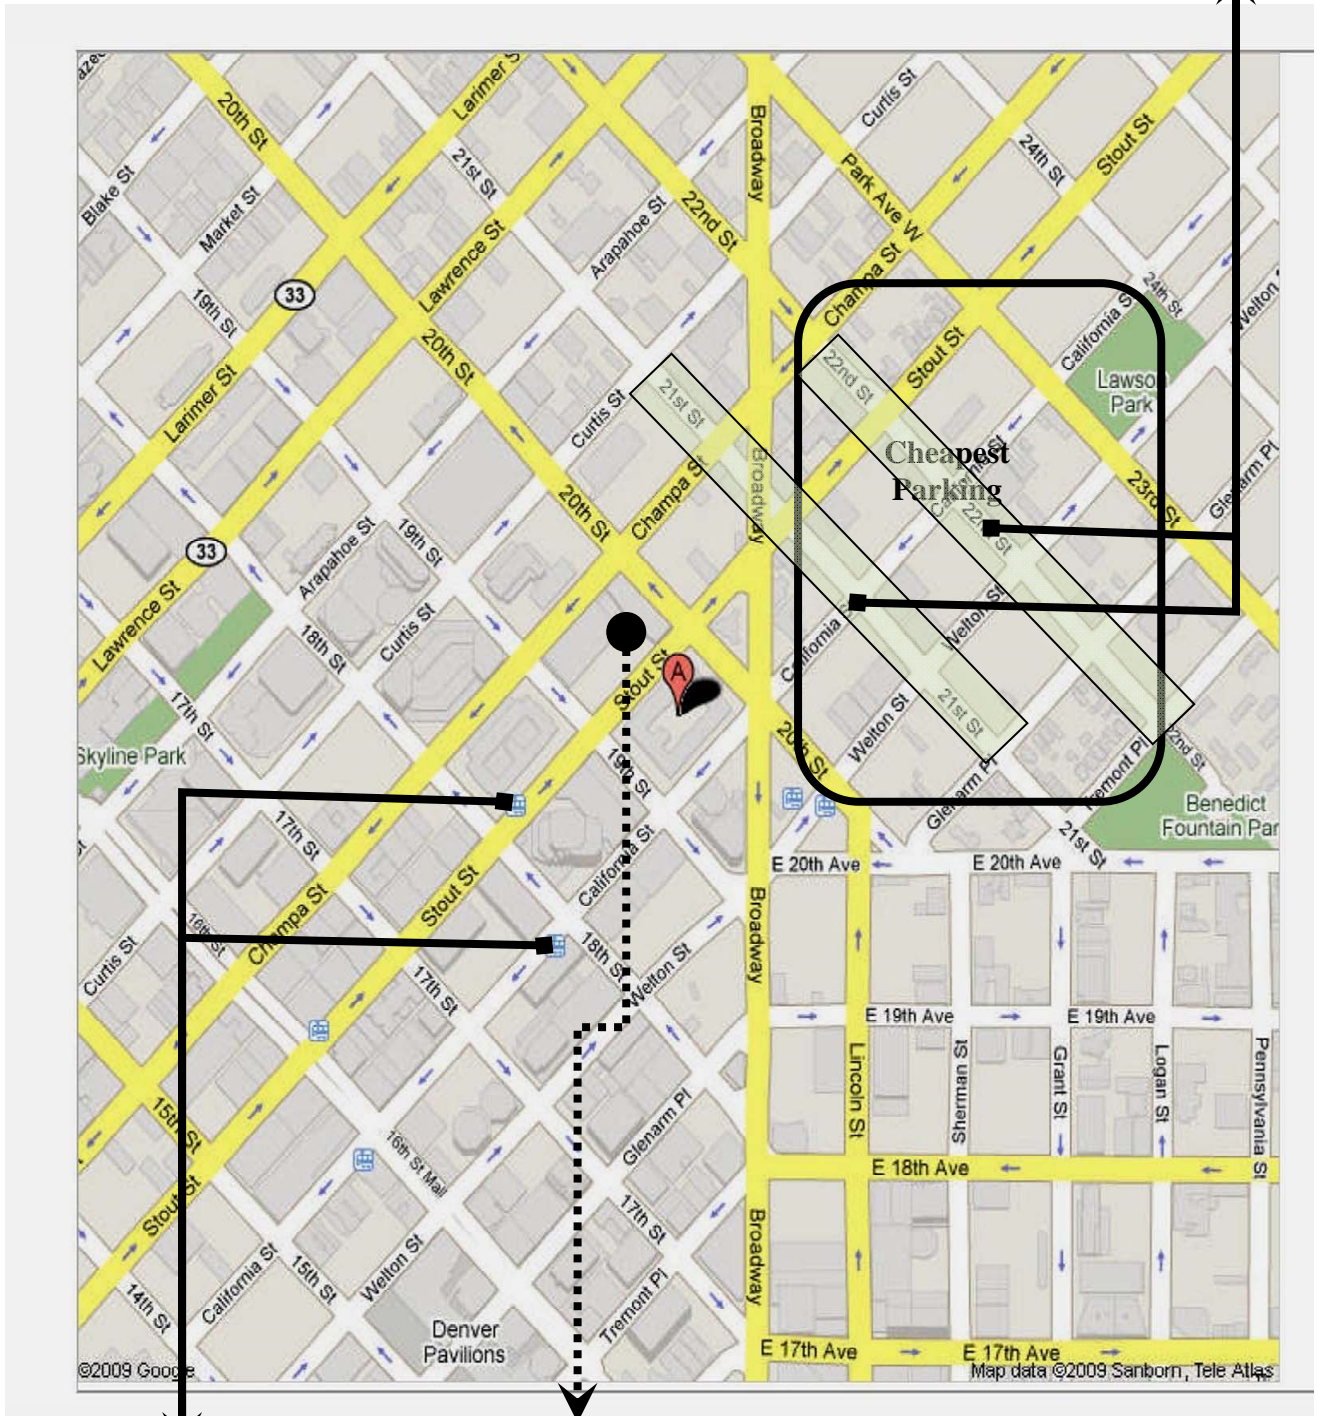 Larimer St
Broadway
Curtis St
20th St
Park Ave W
24th St
Stout St
21st St
Blake St
Market St
Arapahoe St
22nd St
Lawrence St
Champa St
24th St
33
19th St
California St
Welton
20th St
Stout St
Lawson
Park
Larimer St
22nd St
21st St
Curtis St
Cheapest
Parking
Broadway
Glenarm Pl
23rd St
22nd St
Champa St
20th St
33
Arapahoe St
19th St
Lawrence St
Curtis St
18th St
California St
Welton St
Stout St
A
17th St
21st St
Welton St
Skyline Park
19th St
20th St
Tremont Pl
22nd St
Glenarm Pl
Benedict
Fountain Par
17th St
California St
21st St
E 20th Ave
E 20th Ave
Stout St
Champa St
Broadway
16th St
Curtis St
18th St
Welton St
17th St
E 19th Ave
E 19th Ave
Lincoln St
Sherman St
Grant St
Logan St
Pennsylvania St
15th St
Glenarm Pl
16th St Mall
E 18th Ave
Stout St
17th St
Broadway
California St
15th St
Welton St
14th St
Tremont Pl
Denver
Pavilions
E 17th Ave
E 17th Ave
©2009 Google
Map data ©2009 Sanborn, Tele Atlas